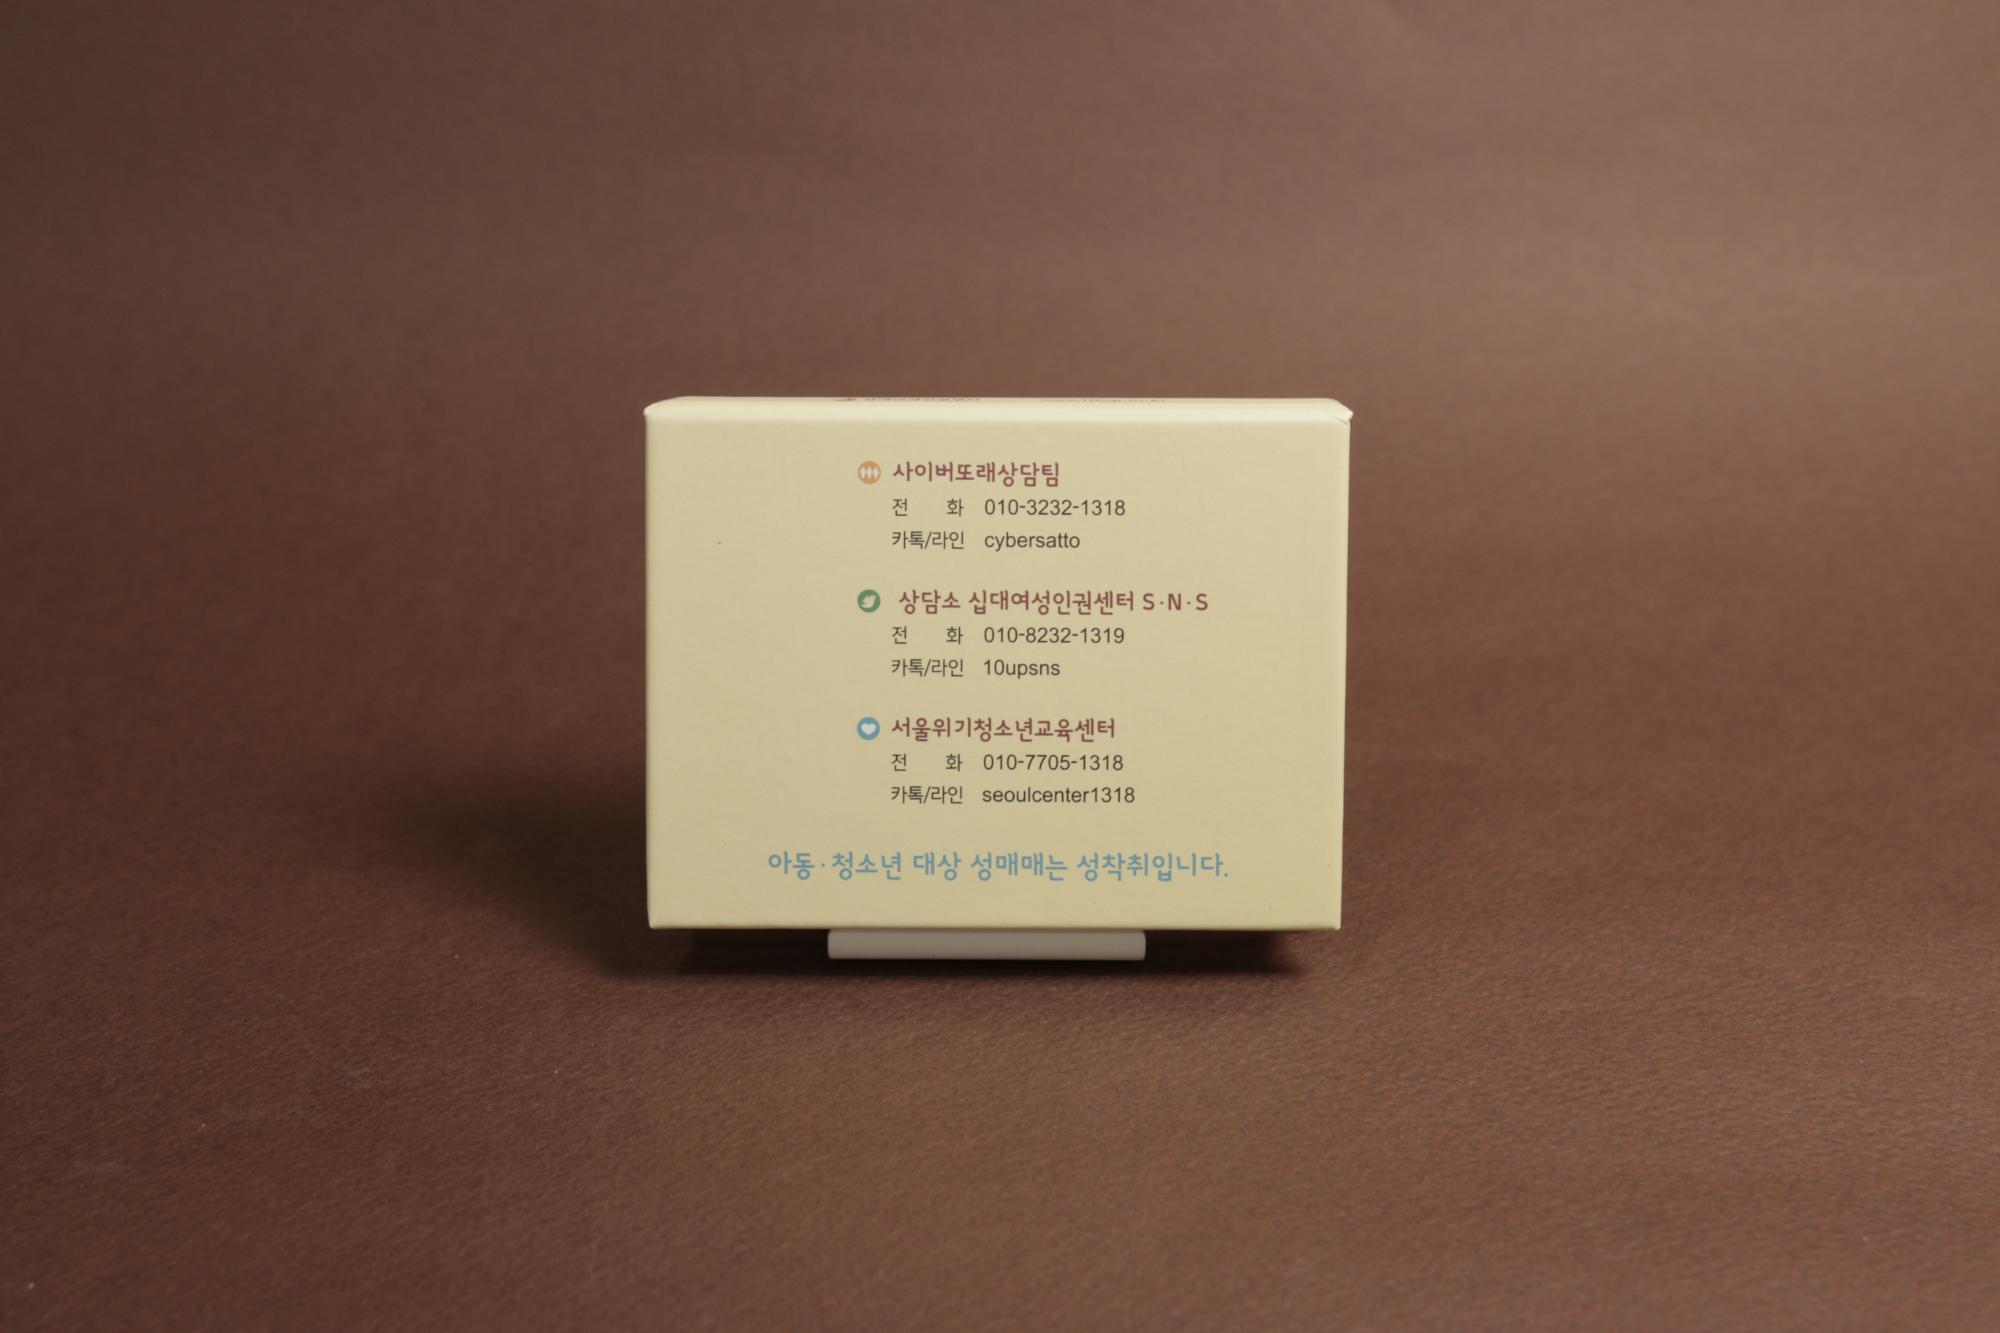 사이버또래상담팀
전 화 010-3232-1318
카톡/라인 cybersatto
상담소 십대여성인권센터 S·N·S
전 화 010-8232-1319
카톡/라인 10upsns
서울위기청소년교육센터
전 화 010-7705-1318
카톡/라인 seoulcenter1318
아동·청소년 대상 성매매는 성착취입니다.